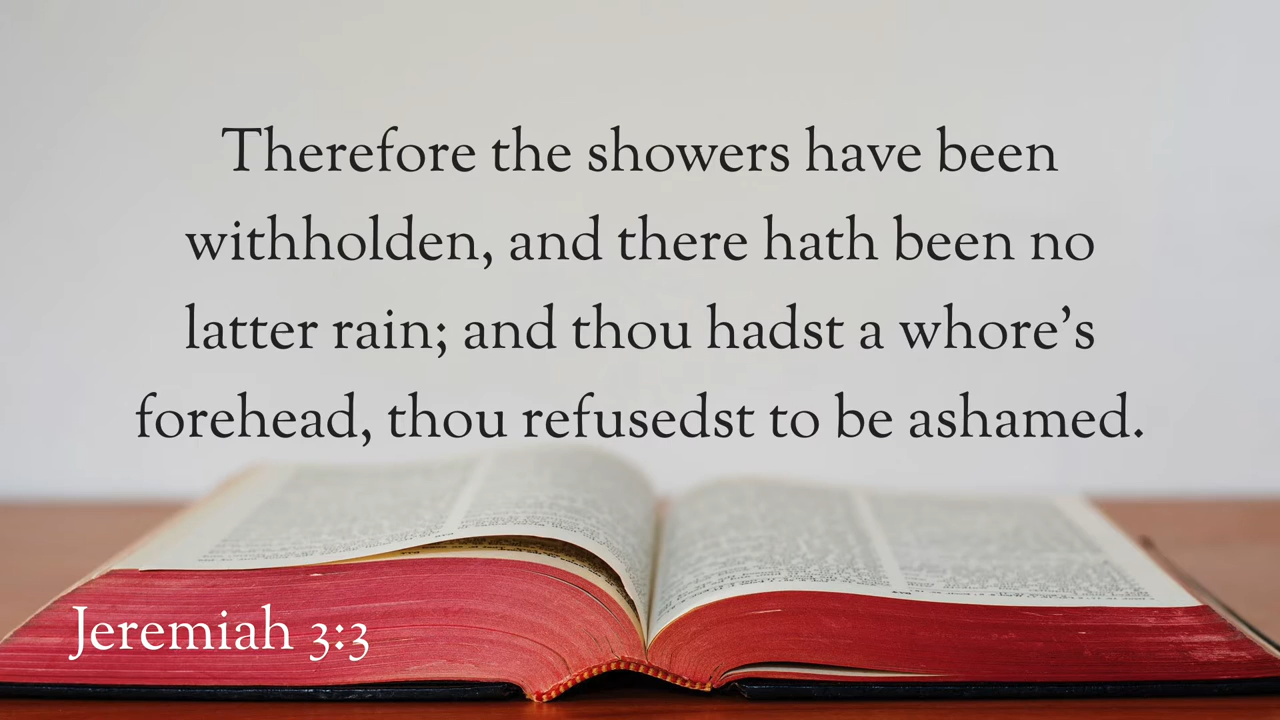 Therefore the showers have been
withholden, and there hath been no
latter rain; and thou hadst a whore’s
forehead, thou refusedst to be ashamed.
Jeremiah 3:3